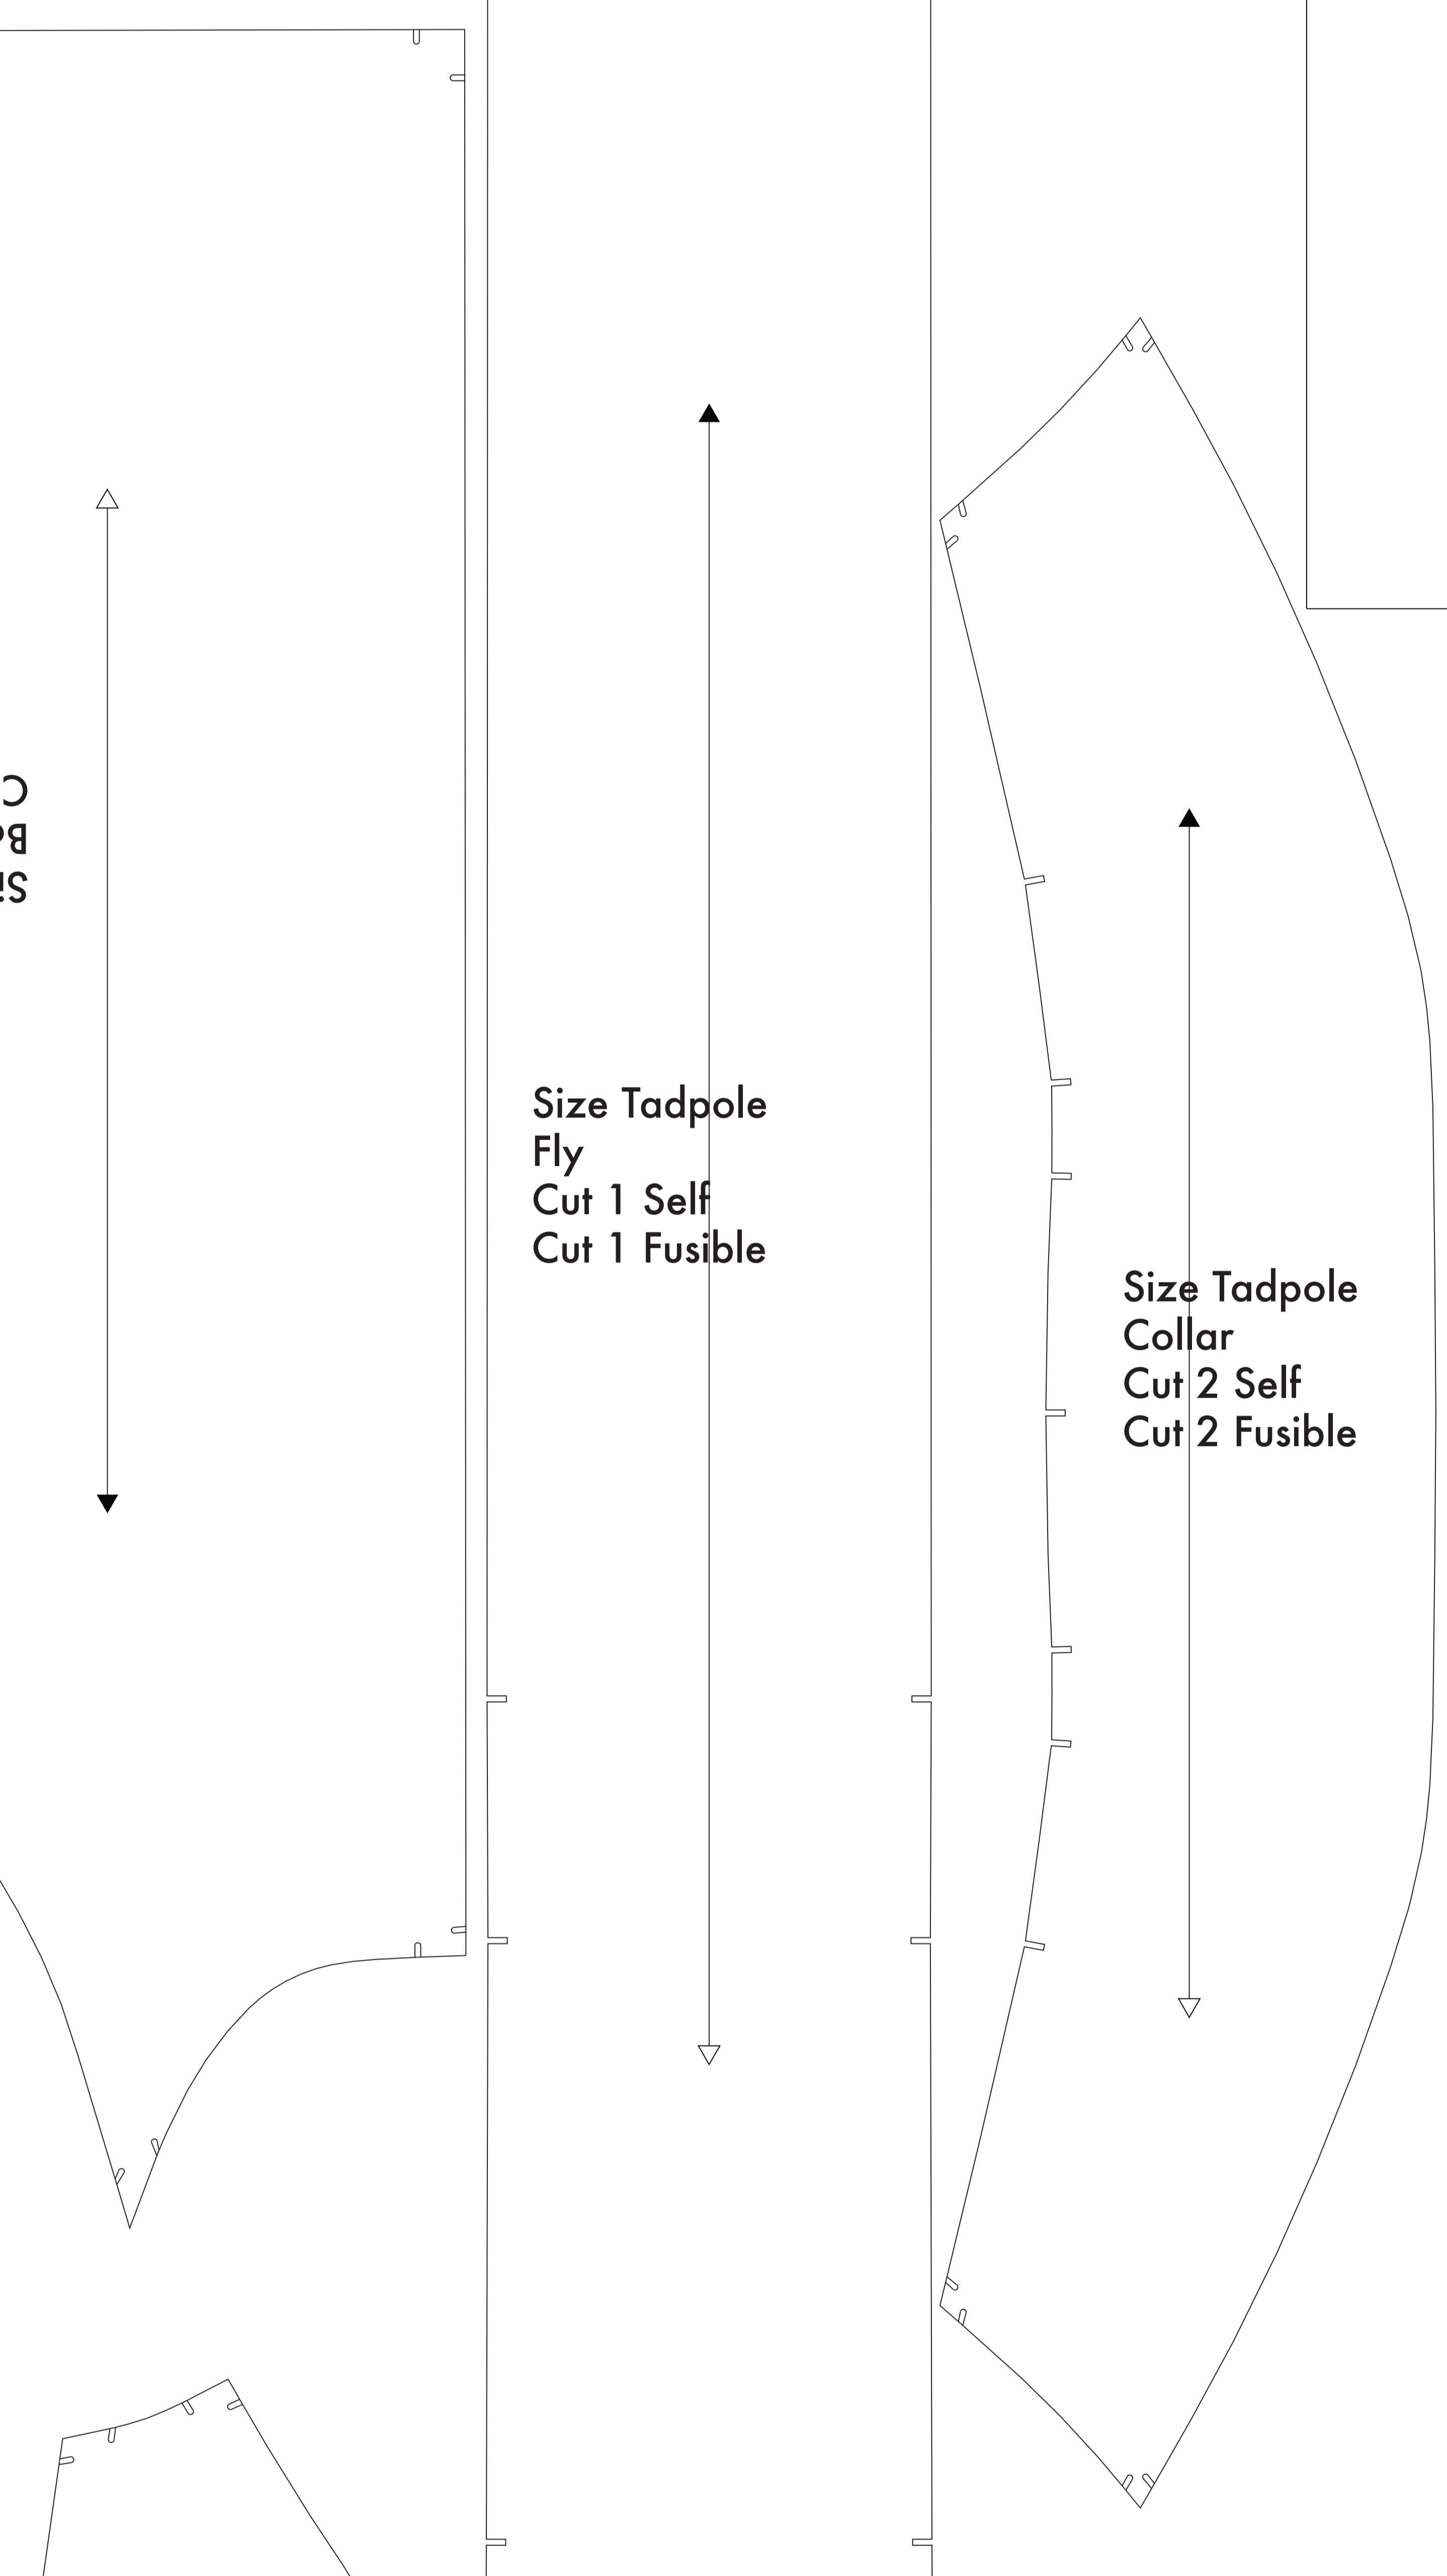 Size Tadpole
Fly
Cut 1 Self
Cut 1 Fusible
Size Tadpole
Collar
Cut 2 Self
Cut 2 Fusible